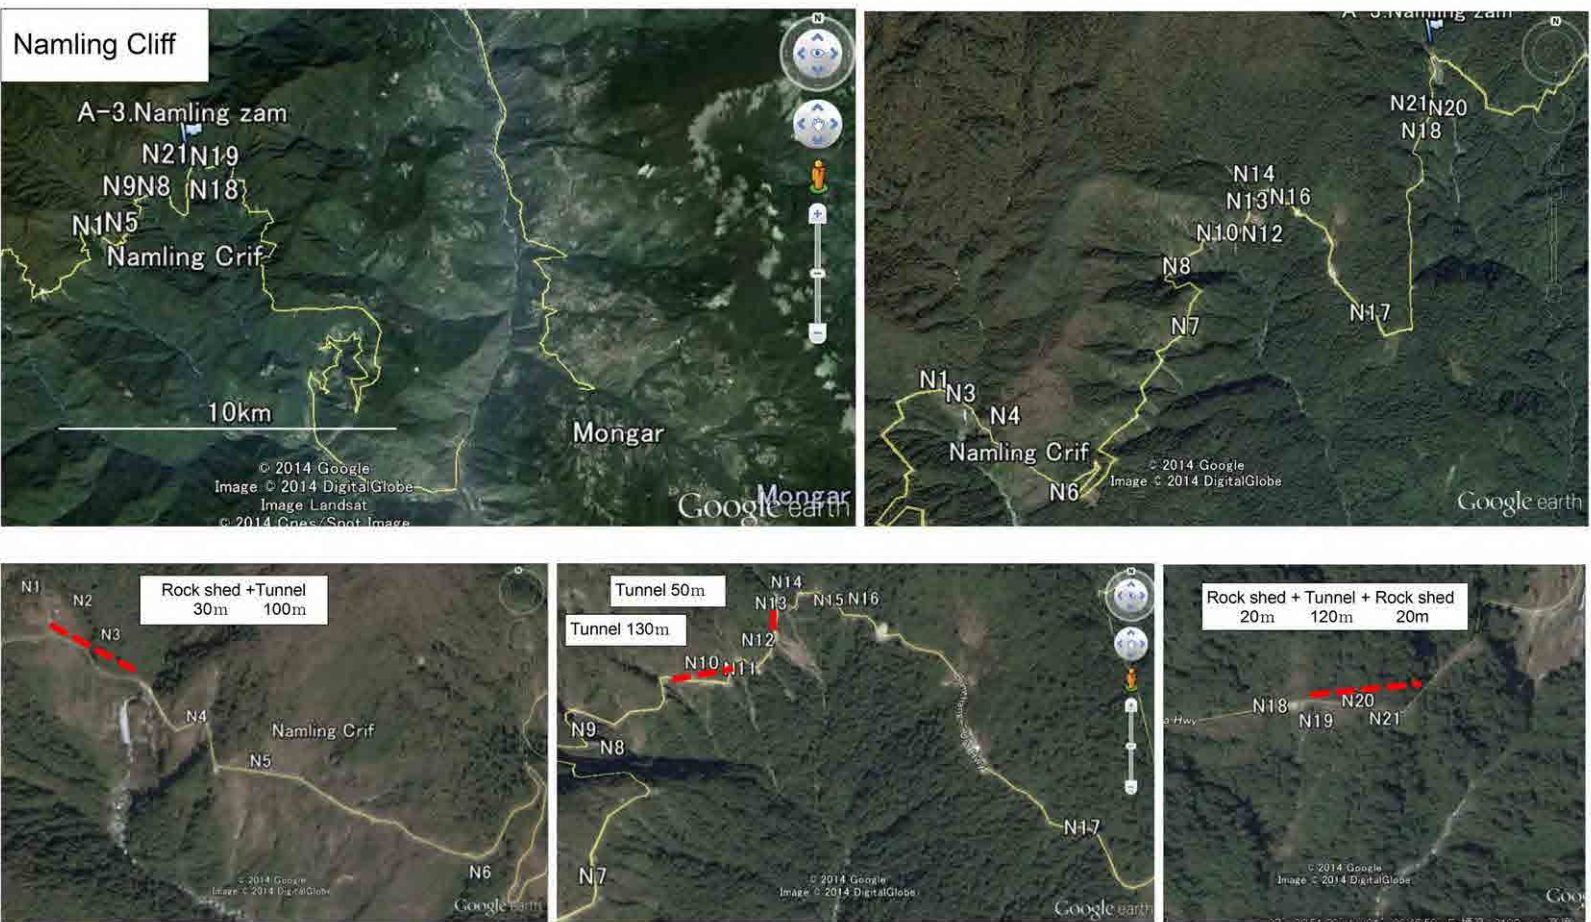 Namling Cliff
N
A-3.Namling zam
N21 N19
N9 N8 N18
N1 N5
Namling Crif
10km
Mongar
© 2014 Google
Image © 2014 DigitalGlobe
Image Landsat
© 2014 Cnes/Spot Image
Mongar
Google earth
A-3.Namling zam
N
N21 N20
N18
N14
N13 N16
N10 N12
N8
N17
N7
N1
N3
N4
Namling Crif
N6
© 2014 Google
Image © 2014 DigitalGlobe
Google earth
N1
N2
N3
Rock shed +Tunnel
30m 100m
N4
Namling Crif
N5
N6
© 2014 Google
Image © 2014 DigitalGlobe
Google earth
Tunnel 50m
Tunnel 130m
N
N14
N13 N15 N16
N12
N10 N11
N9
N8
N17
N7
© 2014 Google
Image © 2014 DigitalGlobe
Google earth
Rock shed + Tunnel + Rock shed
20m 120m 20m
N18 N20
N19 N21
a Hwy
© 2014 Google
Image © 2014 DigitalGlobe
Goo